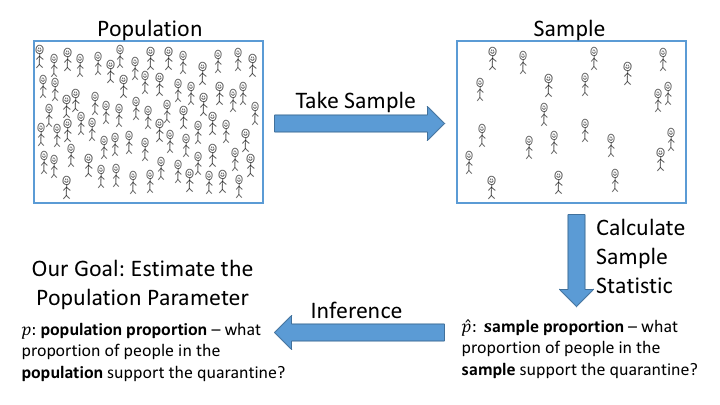 Population
Sample
Take Sample
Calculate
Sample
Statistic
Our Goal: Estimate the
Population Parameter
Inference
p: population proportion – what
proportion of people in the
population support the quarantine?
p̂: sample proportion – what
proportion of people in the
sample support the quarantine?